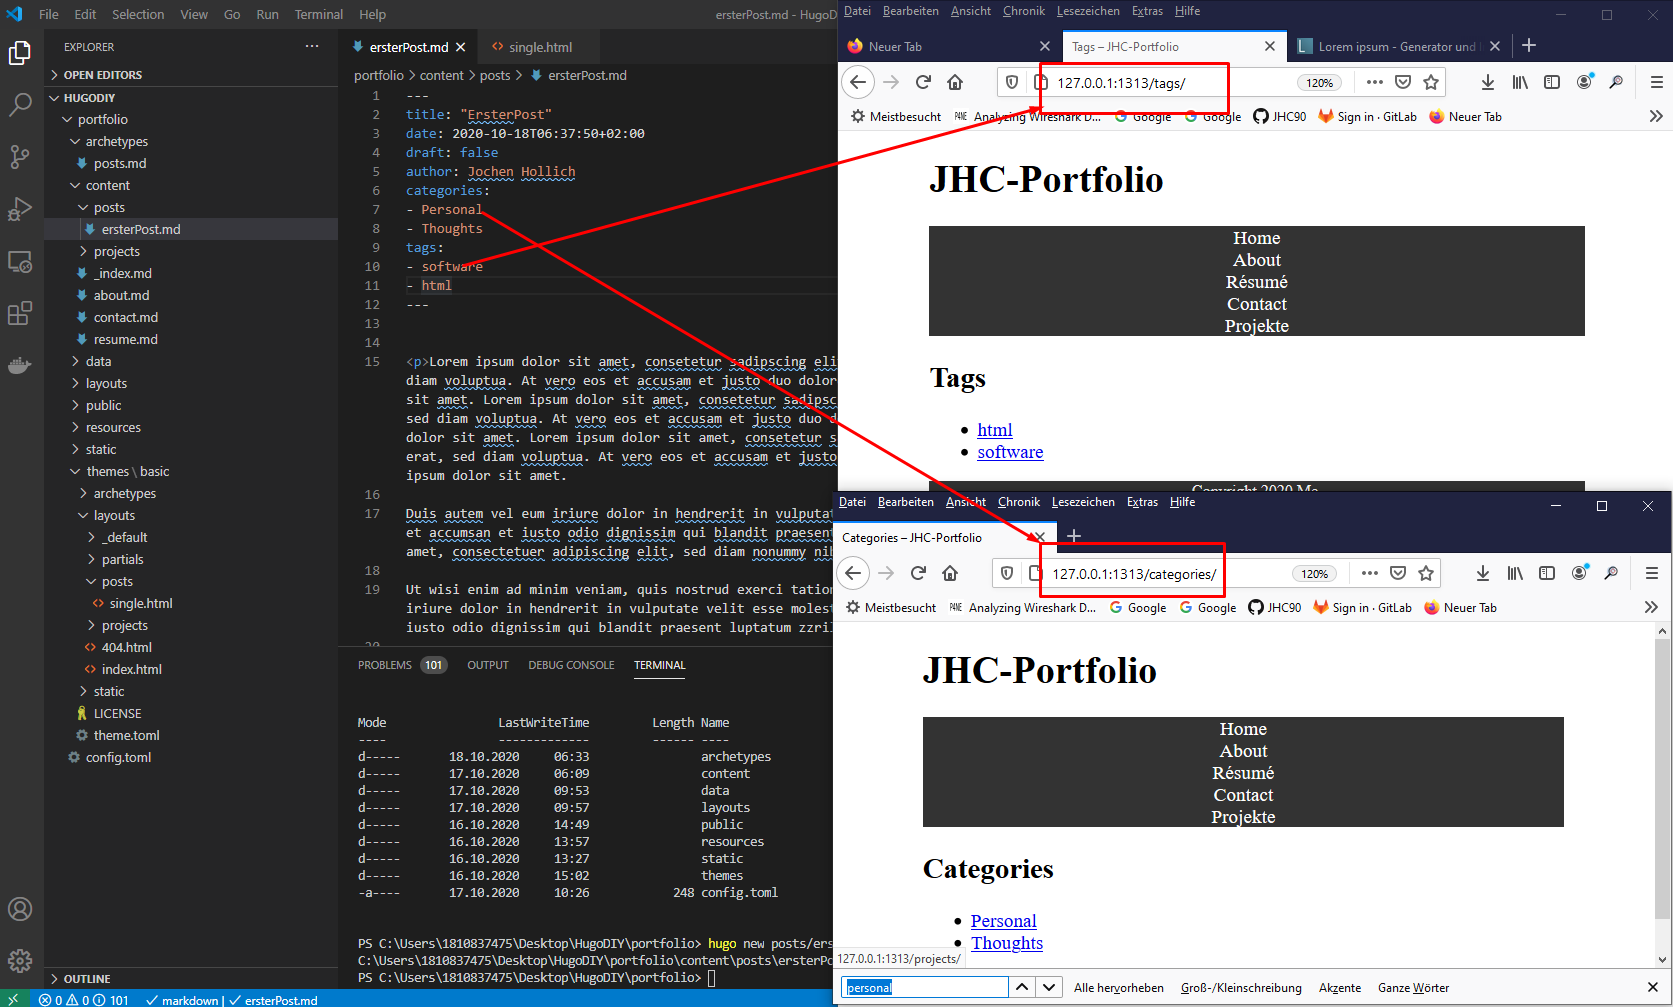 File Edit Selection View Go Run Terminal Help ersterPost.md - HugoD
EXPLORER ···
OPEN EDITORS
HUGODIY
portfolio
archetypes
posts.md
content
posts
ersterPost.md
projects
_index.md
about.md
contact.md
resume.md
data
layouts
public
resources
static
themes \ basic
archetypes
layouts
_default
partials
posts
single.html
projects
404.html
index.html
static
LICENSE
theme.toml
config.toml
OUTLINE
ersterPost.md single.html
portfolio > content > posts > ersterPost.md
1 ---
2 title: "ErsterPost"
3 date: 2020-10-18T06:37:50+02:00
4 draft: false
5 author: Jochen Hollich
6 categories:
7 - Personal
8 - Thoughts
9 tags:
10 - software
11 - html
12 ---
13
14
15 <p>Lorem ipsum dolor sit amet, consetetur sadipscing eli
diam voluptua. At vero eos et accusam et justo duo dolor
sit amet. Lorem ipsum dolor sit amet, consetetur sadipsc
sed diam voluptua. At vero eos et accusam et justo duo d
dolor sit amet. Lorem ipsum dolor sit amet, consetetur s
erat, sed diam voluptua. At vero eos et accusam et justo
ipsum dolor sit amet.
16
17 Duis autem vel eum iriure dolor in hendrerit in vulputat
et accumsan et iusto odio dignissim qui blandit praesent
amet, consectetuer adipiscing elit, sed diam nonummy nib
18
19 Ut wisi enim ad minim veniam, quis nostrud exerci tation
iriure dolor in hendrerit in vulputate velit esse molest
iusto odio dignissim qui blandit praesent luptatum zzril
20
PROBLEMS 101 OUTPUT DEBUG CONSOLE TERMINAL
Mode LastWriteTime Length Name
---- ------------- ------ ----
d----- 18.10.2020 06:33 archetypes
d----- 17.10.2020 06:09 content
d----- 17.10.2020 09:53 data
d----- 17.10.2020 09:57 layouts
d----- 16.10.2020 14:49 public
d----- 16.10.2020 13:57 resources
d----- 16.10.2020 13:27 static
d----- 16.10.2020 15:02 themes
-a---- 17.10.2020 10:26 248 config.toml
PS C:\Users\1810837475\Desktop\HugoDIY\portfolio> hugo new posts/ers
C:\Users\1810837475\Desktop\HugoDIY\portfolio\content\posts\ersterPo
PS C:\Users\1810837475\Desktop\HugoDIY\portfolio>
0 0 101 markdown | ersterPost.md
Datei Bearbeiten Ansicht Chronik Lesezeichen Extras Hilfe
Neuer Tab Tags – JHC-Portfolio Lorem ipsum - Generator und
127.0.0.1:1313/tags/ 120%
Meistbesucht Analyzing Wireshark D... Google Google JHC90 Sign in · GitLab Neuer Tab
JHC-Portfolio
Home
About
Résumé
Contact
Projekte
Tags
html
software
Copyright 2020 Me
Datei Bearbeiten Ansicht Chronik Lesezeichen Extras Hilfe
Categories – JHC-Portfolio
127.0.0.1:1313/categories/ 120%
Meistbesucht Analyzing Wireshark D... Google Google JHC90 Sign in · GitLab Neuer Tab
JHC-Portfolio
Home
About
Résumé
Contact
Projekte
Categories
Personal
Thoughts
127.0.0.1:1313/projects/
personal Alle hervorheben Groß-/Kleinschreibung Akzente Ganze Wörter